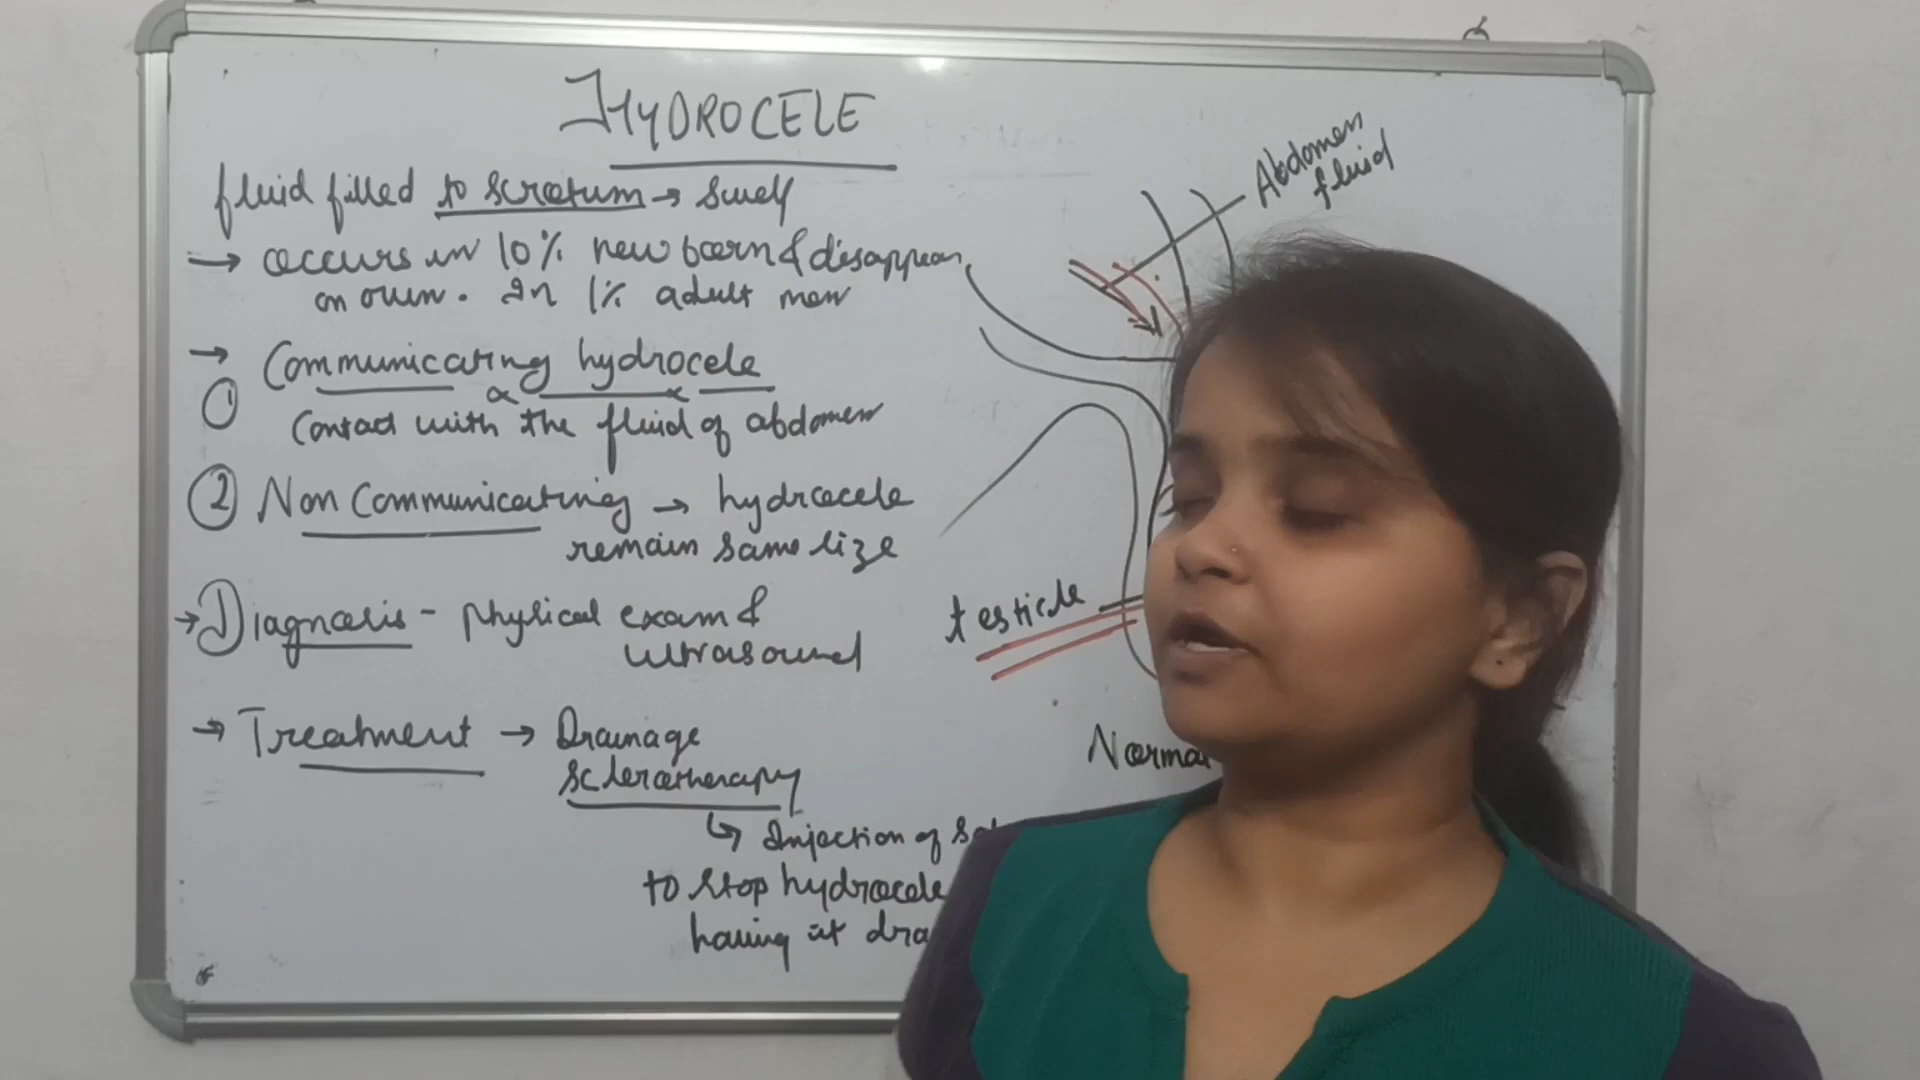 HYDROCELE
fluid filled to scrotum → swell
→ occurs in 10% new born & disappear
on own. In 1% adult men
→ Communicating hydrocele
① Contact with the fluid of abdomen
② Non Communicating → hydrocele
remain same size
→ Diagnosis - Physical exam &
ultrasound
→ Treatment → Drainage
sclerotherapy
↳ Injection of
to stop hydrocele
having it
Abdomen
fluid
testicle
Normal